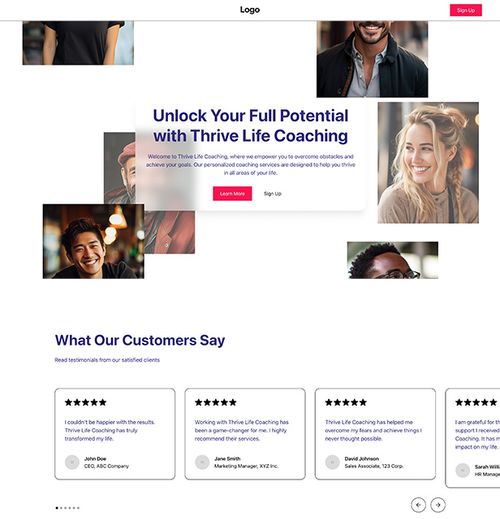 Logo
Sign Up
Unlock Your Full Potential
with Thrive Life Coaching
Welcome to Thrive Life Coaching, where we empower you to overcome obstacles and
achieve your goals. Our personalized coaching services are designed to help you thrive
in all areas of your life.
Learn More
Sign Up
What Our Customers Say
Read testimonials from our satisfied clients
I couldn't be happier with the results.
Thrive Life Coaching has truly
transformed my life.
John Doe
CEO, ABC Company
Working with Thrive Life Coaching has
been a game-changer for me. I highly
recommend their services.
Jane Smith
Marketing Manager, XYZ Inc.
Thrive Life Coaching has helped me
overcome my fears and achieve things I
never thought possible.
David Johnson
Sales Associate, 123 Corp.
I am grateful for th
support I received
Coaching. It has m
impact on my life.
Sarah Willi
HR Manage